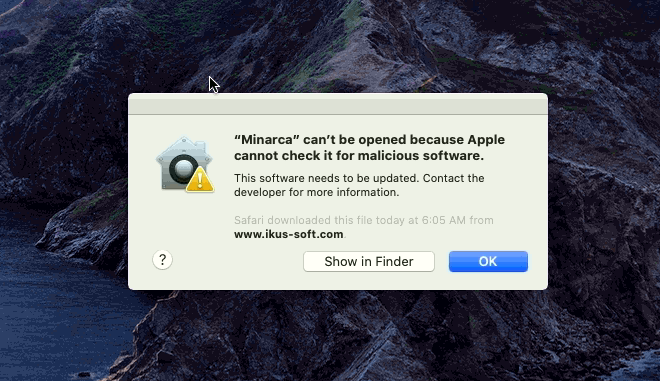 “Minarca” can’t be opened because Apple
cannot check it for malicious software.
This software needs to be updated. Contact the
developer for more information.
Safari downloaded this file today at 6:05 AM from
www.ikus-soft.com.
?
Show in Finder
OK